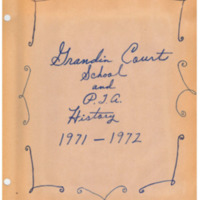 Grandin Court
School
and
P.T.A.
History
1971-1972